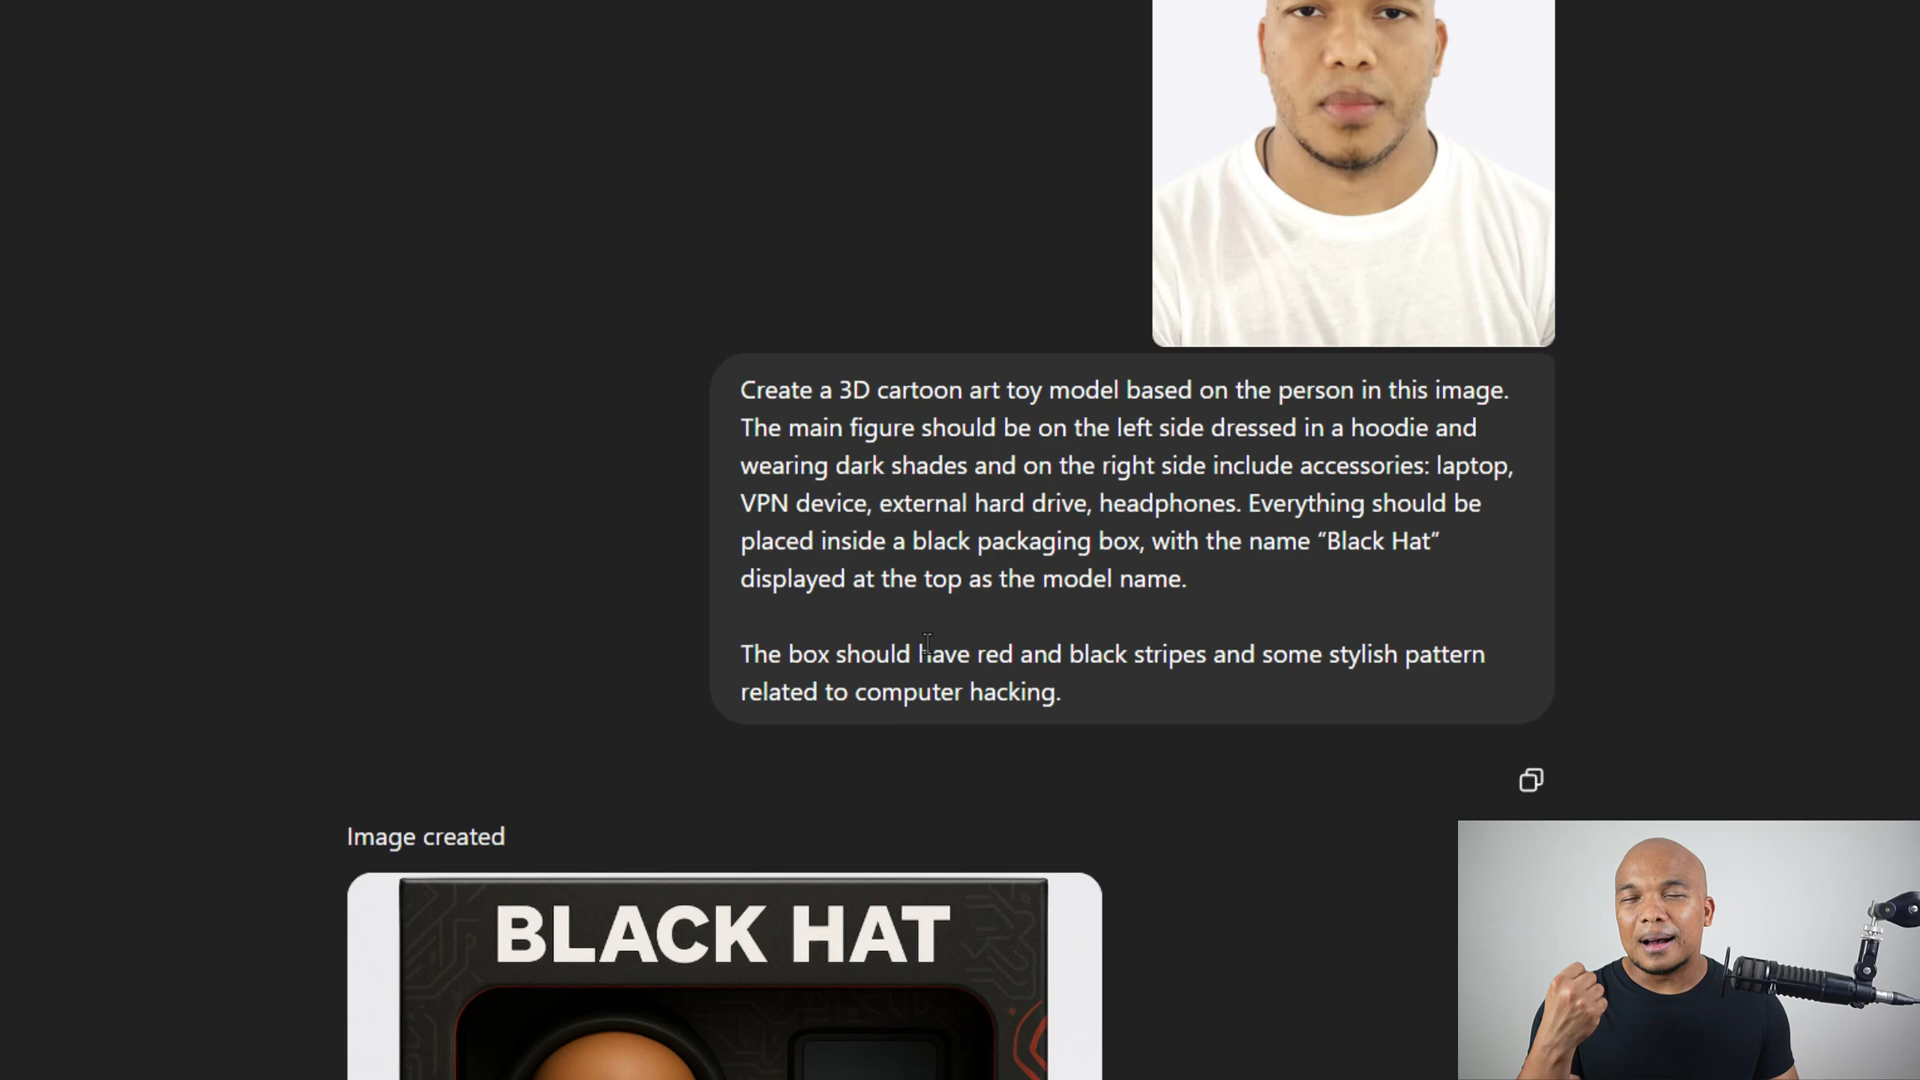 Create a 3D cartoon art toy model based on the person in this image.
The main figure should be on the left side dressed in a hoodie and
wearing dark shades and on the right side include accessories: laptop,
VPN device, external hard drive, headphones. Everything should be
placed inside a black packaging box, with the name “Black Hat”
displayed at the top as the model name.
The box should have red and black stripes and some stylish pattern
related to computer hacking.
Image created
BLACK HAT